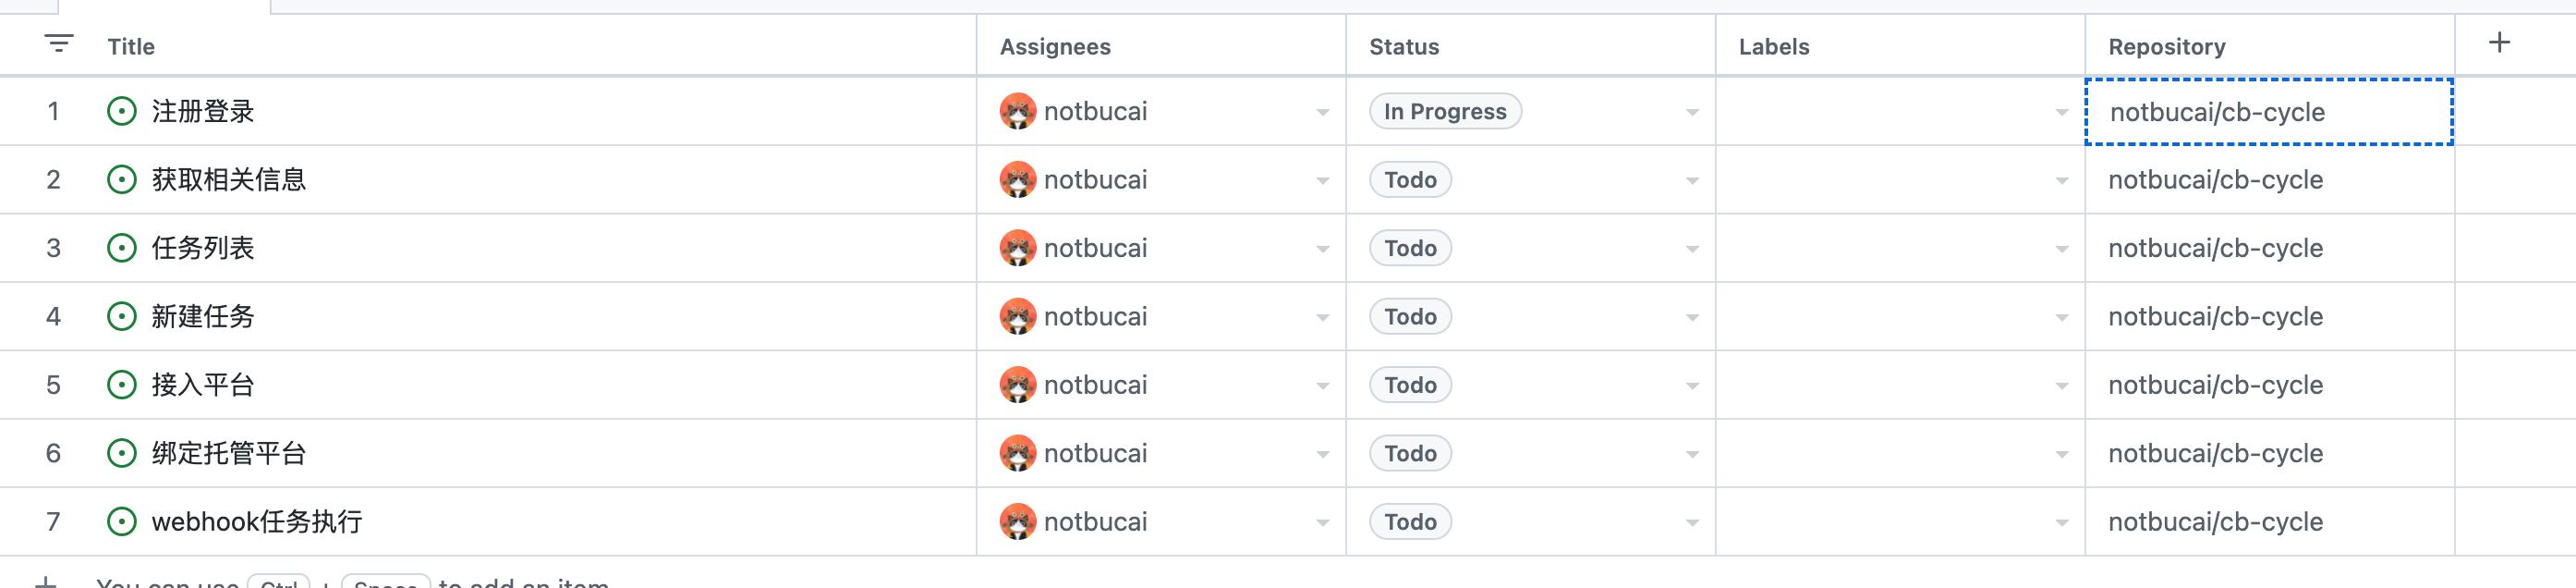 Title Assignees Status Labels Repository
1 注册登录 notbucai In Progress notbucai/cb-cycle
2 获取相关信息 notbucai Todo notbucai/cb-cycle
3 任务列表 notbucai Todo notbucai/cb-cycle
4 新建任务 notbucai Todo notbucai/cb-cycle
5 接入平台 notbucai Todo notbucai/cb-cycle
6 绑定托管平台 notbucai Todo notbucai/cb-cycle
7 webhook任务执行 notbucai Todo notbucai/cb-cycle
You can use Ctrl + Space to add an item